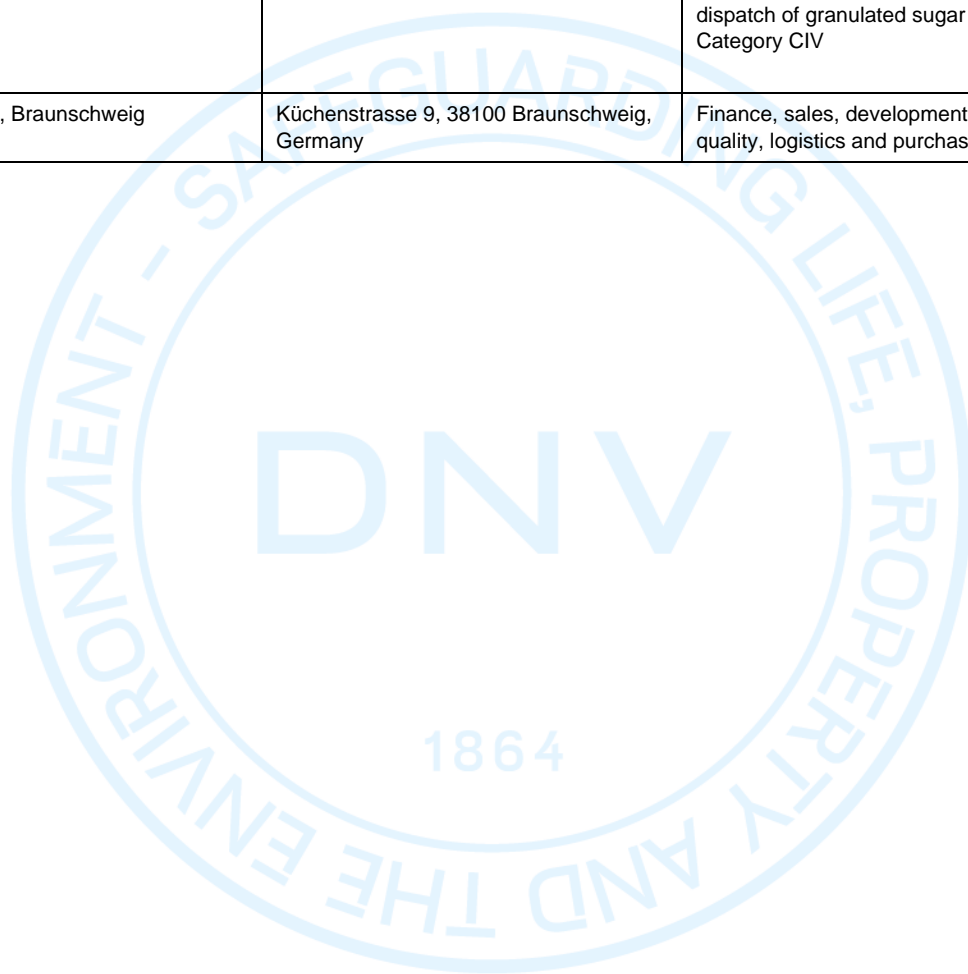 dispatch of granulated sugar
Category CIV
, Braunschweig
Küchenstrasse 9, 38100 Braunschweig,
Germany
Finance, sales, development
quality, logistics and purchas
SAFEGUARDING LIFE, PROPERTY AND THE ENVIRONMENT -
DNV
1864